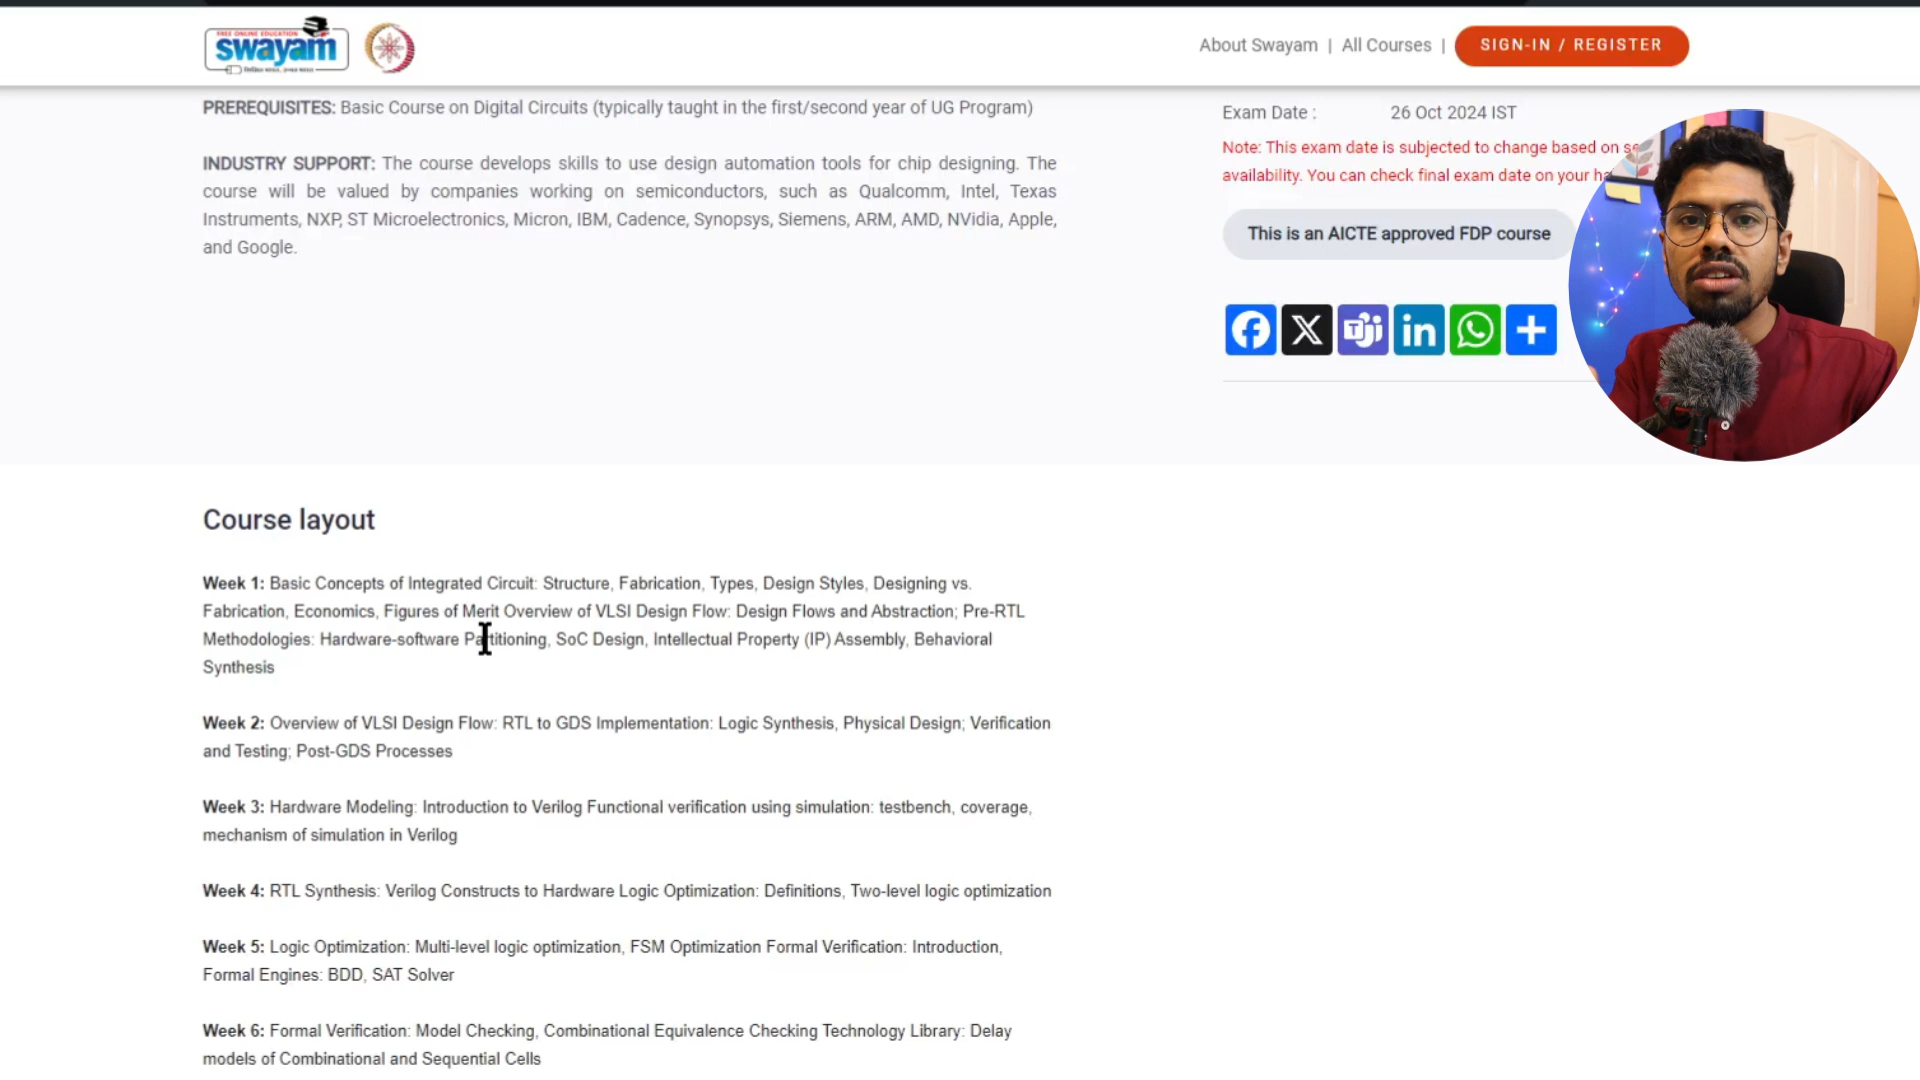 FREE ONLINE EDUCATION
swayam
About Swayam | All Courses |
SIGN-IN / REGISTER
PREREQUISITES: Basic Course on Digital Circuits (typically taught in the first/second year of UG Program)
INDUSTRY SUPPORT: The course develops skills to use design automation tools for chip designing. The
course will be valued by companies working on semiconductors, such as Qualcomm, Intel, Texas
Instruments, NXP, ST Microelectronics, Micron, IBM, Cadence, Synopsys, Siemens, ARM, AMD, NVidia, Apple,
and Google.
Exam Date : 26 Oct 2024 IST
Note: This exam date is subjected to change based on
availability. You can check final exam date on your
This is an AICTE approved FDP course
Course layout
Week 1: Basic Concepts of Integrated Circuit: Structure, Fabrication, Types, Design Styles, Designing vs.
Fabrication, Economics, Figures of Merit Overview of VLSI Design Flow: Design Flows and Abstraction; Pre-RTL
Methodologies: Hardware-software Partitioning, SoC Design, Intellectual Property (IP) Assembly, Behavioral
Synthesis
Week 2: Overview of VLSI Design Flow: RTL to GDS Implementation: Logic Synthesis, Physical Design; Verification
and Testing; Post-GDS Processes
Week 3: Hardware Modeling: Introduction to Verilog Functional verification using simulation: testbench, coverage,
mechanism of simulation in Verilog
Week 4: RTL Synthesis: Verilog Constructs to Hardware Logic Optimization: Definitions, Two-level logic optimization
Week 5: Logic Optimization: Multi-level logic optimization, FSM Optimization Formal Verification: Introduction,
Formal Engines: BDD, SAT Solver
Week 6: Formal Verification: Model Checking, Combinational Equivalence Checking Technology Library: Delay
models of Combinational and Sequential Cells